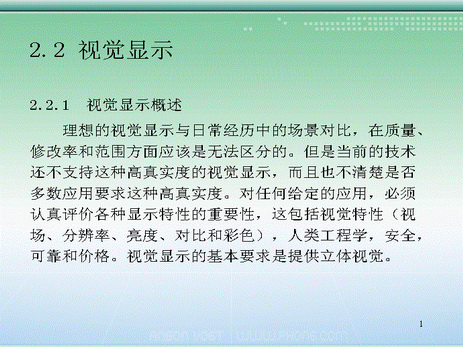 2.2 视觉显示
2.2.1 视觉显示概述
理想的视觉显示与日常经历中的场景对比，在质量、
修改率和范围方面应该是无法区分的。但是当前的技术
还不支持这种高真实度的视觉显示，而且也不清楚是否
多数应用要求这种高真实度。对任何给定的应用，必须
认真评价各种显示特性的重要性，这包括视觉特性（视
场、分辨率、亮度、对比和彩色），人类工程学，安全，
可靠和价格。视觉显示的基本要求是提供立体视觉。
1